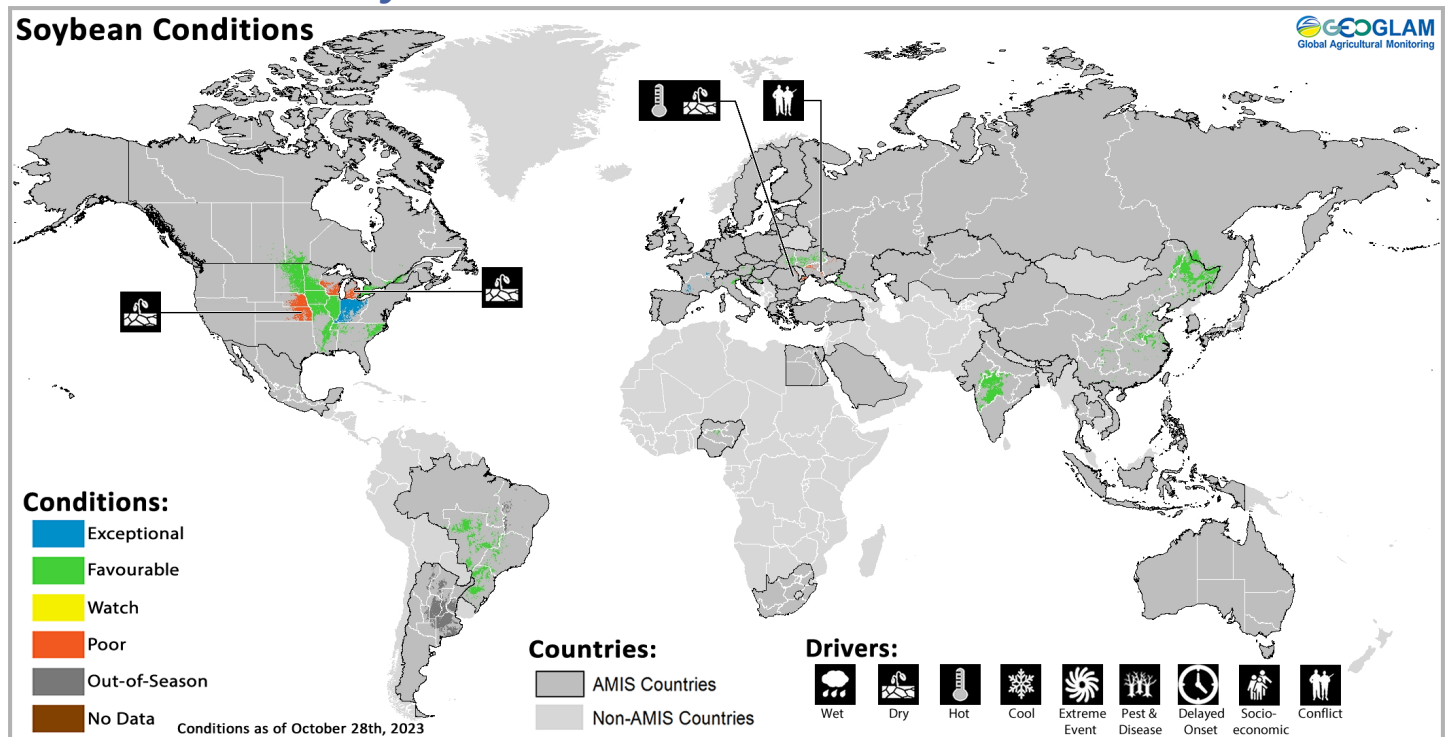 Soybean Conditions
GEOGLAM
Global Agricultural Monitoring
Conditions:
Exceptional
Favourable
Watch
Poor
Out-of-Season
No Data
Conditions as of October 28th, 2023
Countries:
AMIS Countries
Non-AMIS Countries
Drivers:
Wet
Dry
Hot
Cool
Extreme
Event
Pest &
Disease
Delayed
Onset
Socio-
economic
Conflict